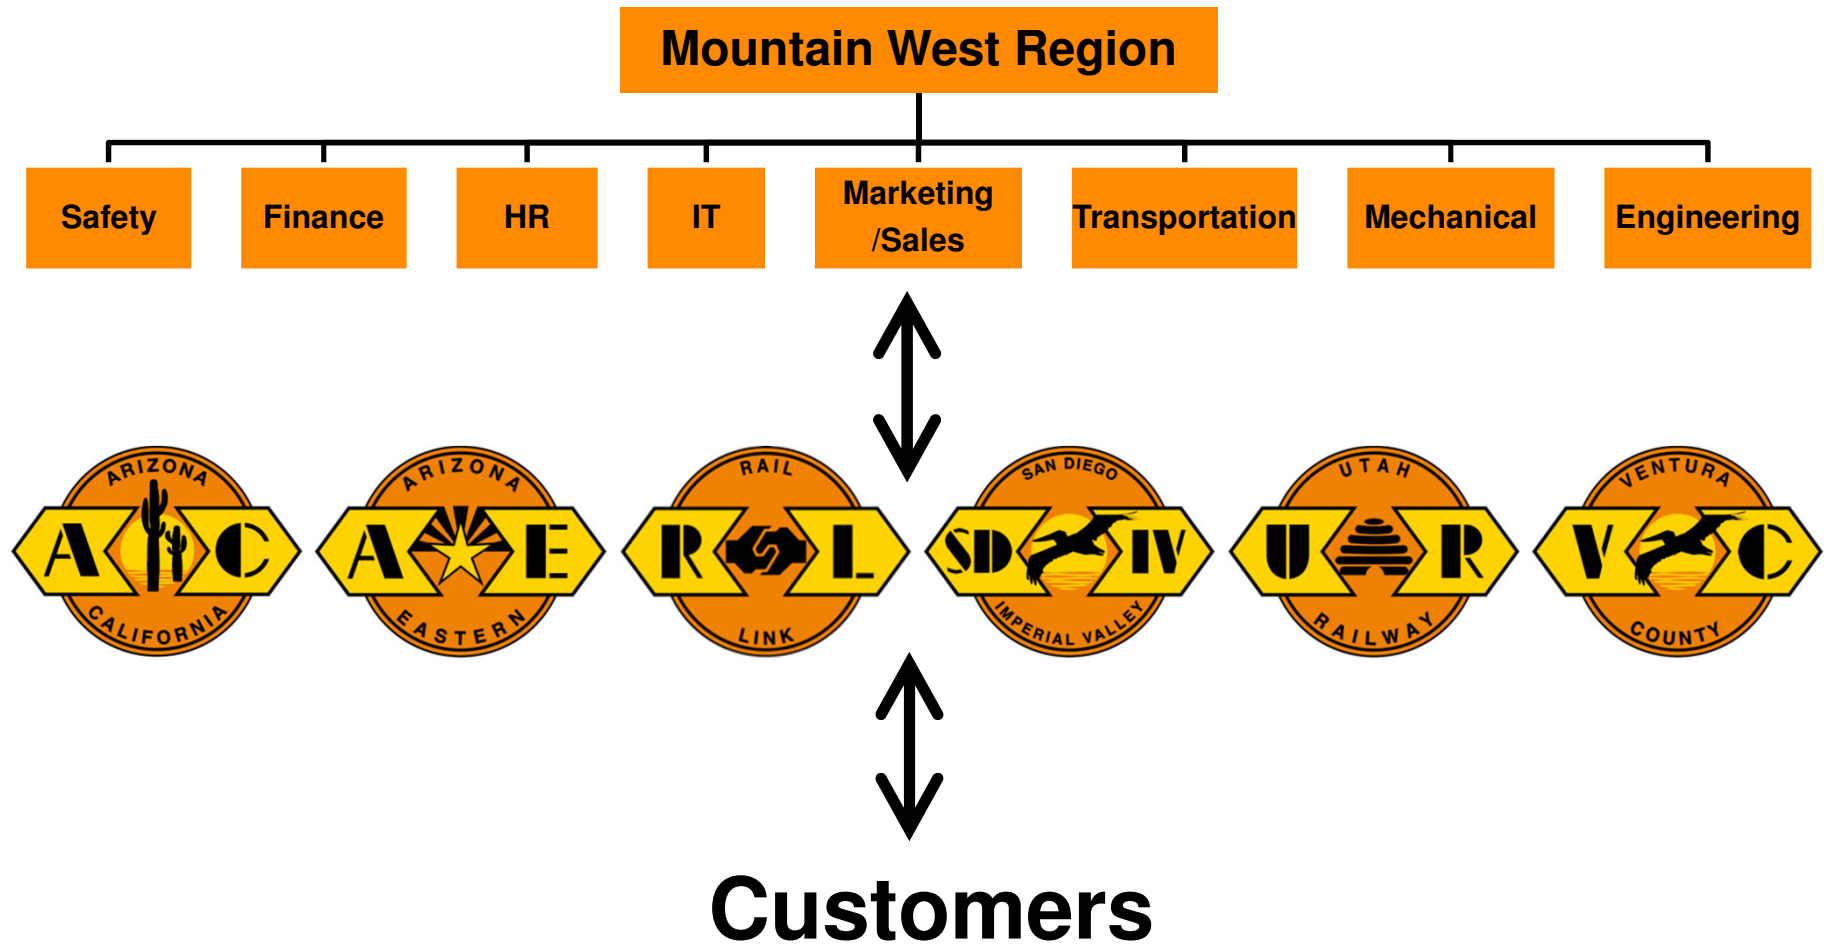 Mountain West Region
Safety
Finance
HR
IT
Marketing
/Sales
Transportation
Mechanical
Engineering
ARIZONA
A C
CALIFORNIA
ARIZONA
A E
EASTERN
RAIL
R L
LINK
SAN DIEGO
SD IV
IMPERIAL VALLEY
UTAH
U R
RAILWAY
VENTURA
V C
COUNTY
Customers